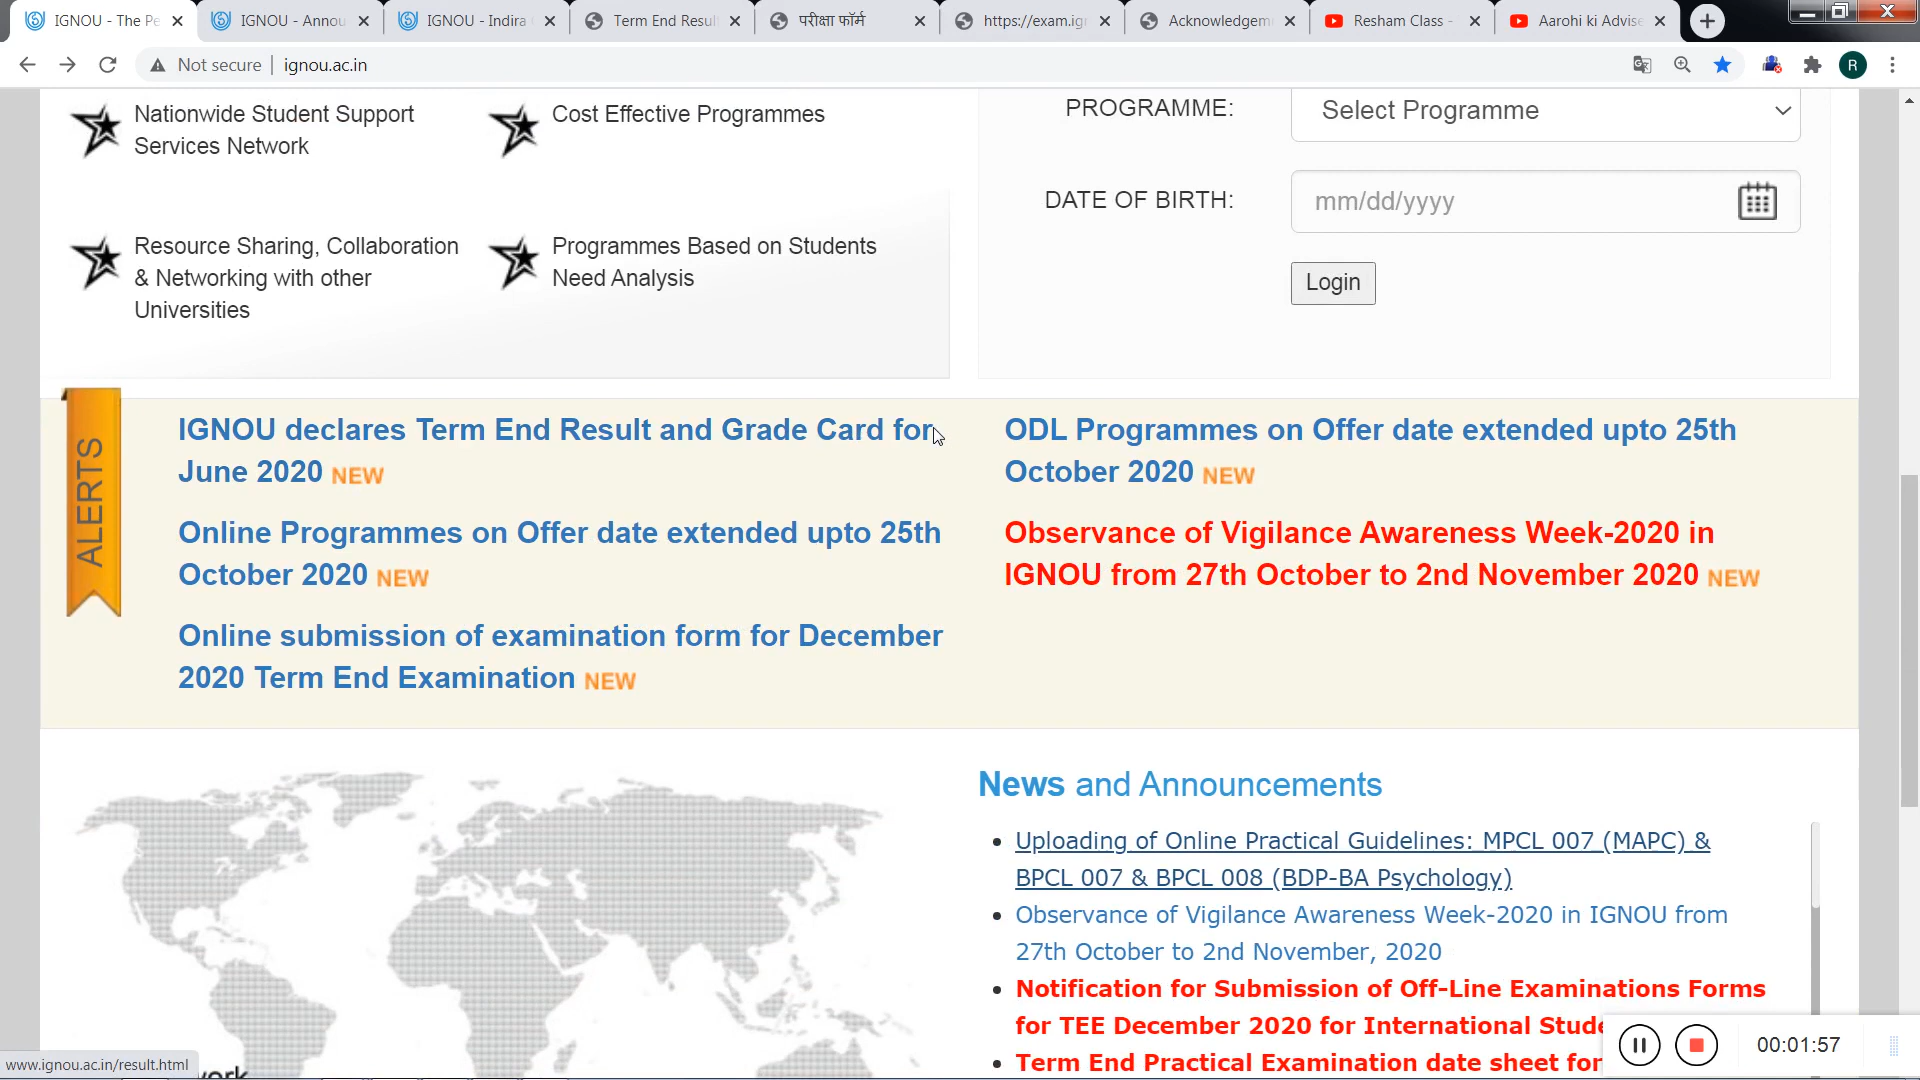 IGNOU - The Pe
IGNOU - Annou
IGNOU - Indira
Term End Resul
परीक्षा फॉर्म
https://exam.ig
Acknowledgem
Resham Class -
Aarohi ki Advise
Not secure
ignou.ac.in
R
Nationwide Student Support
Services Network
Cost Effective Programmes
Resource Sharing, Collaboration
& Networking with other
Universities
Programmes Based on Students
Need Analysis
PROGRAMME:
Select Programme
DATE OF BIRTH:
mm/dd/yyyy
Login
ALERTS
IGNOU declares Term End Result and Grade Card for
June 2020 NEW
Online Programmes on Offer date extended upto 25th
October 2020 NEW
Online submission of examination form for December
2020 Term End Examination NEW
ODL Programmes on Offer date extended upto 25th
October 2020 NEW
Observance of Vigilance Awareness Week-2020 in
IGNOU from 27th October to 2nd November 2020 NEW
News and Announcements
Uploading of Online Practical Guidelines: MPCL 007 (MAPC) &
BPCL 007 & BPCL 008 (BDP-BA Psychology)
Observance of Vigilance Awareness Week-2020 in IGNOU from
27th October to 2nd November, 2020
Notification for Submission of Off-Line Examinations Forms
for TEE December 2020 for International Stude
Term End Practical Examination date sheet for
00:01:57
www.ignou.ac.in/result.html